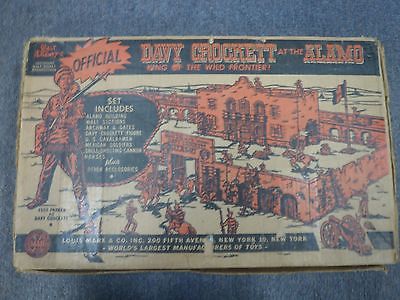 Walt Disney's
OFFICIAL
DAVY CROCKETT AT THE ALAMO
KING OF THE WILD FRONTIER!
SET
INCLUDES
ALAMO BUILDING
WALL SECTIONS
ARCHWAY & GATES
DAVY CROCKETT FIGURE
MEXICAN SOLDIERS
SHELL-SHOOTING CANNON
HORSES
plus
OTHER ACCESSORIES
FESS PARKER
AS
DAVY CROCKETT
LOUIS MARX & CO. INC. 200 FIFTH AVENUE, NEW YORK 10, NEW YORK
- WORLD'S LARGEST MANUFACTURERS OF TOYS -